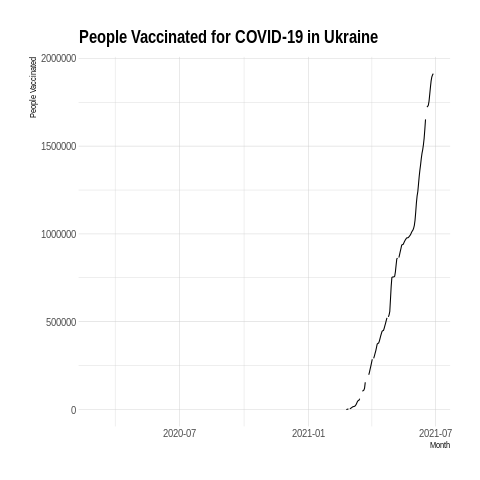 People Vaccinated for COVID-19 in Ukraine
People Vaccinated
2000000
1500000
1000000
500000
0
2020-07
2021-01
2021-07
Month